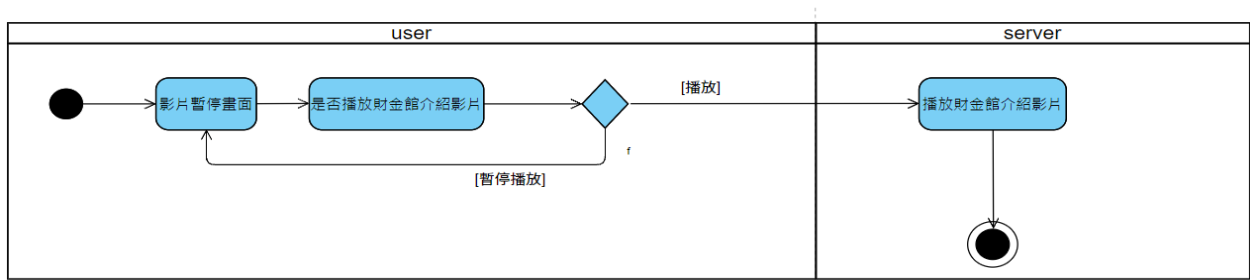 user
server
影片暫停畫面
是否播放財金館介紹影片
[播放]
播放財金館介紹影片
f
[暫停播放]